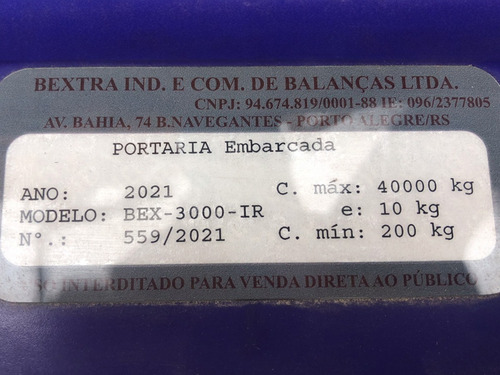 BEXTRA IND. E COM. DE BALANÇAS LTDA.
CNPJ: 94.674.819/0001-88 IE: 096/2377805
AV. BAHIA, 74 B.NAVEGANTES - PORTO ALEGRE/RS
PORTARIA Embarcada
ANO: 2021 C. máx: 40000 kg
MODELO: BEX-3000-IR e: 10 kg
Nº.: 559/2021 C. mín: 200 kg
USO INTERDITADO PARA VENDA DIRETA AO PÚBLICO